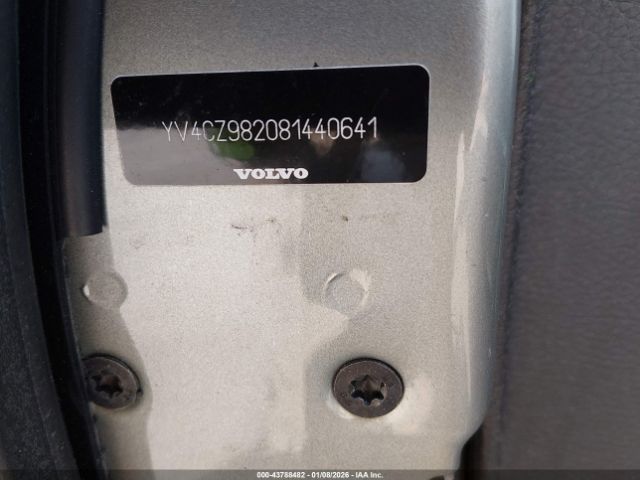 YV4CZ982081440641
VOLVO
000-43788482 - 01/08/2026 - IAA Inc.